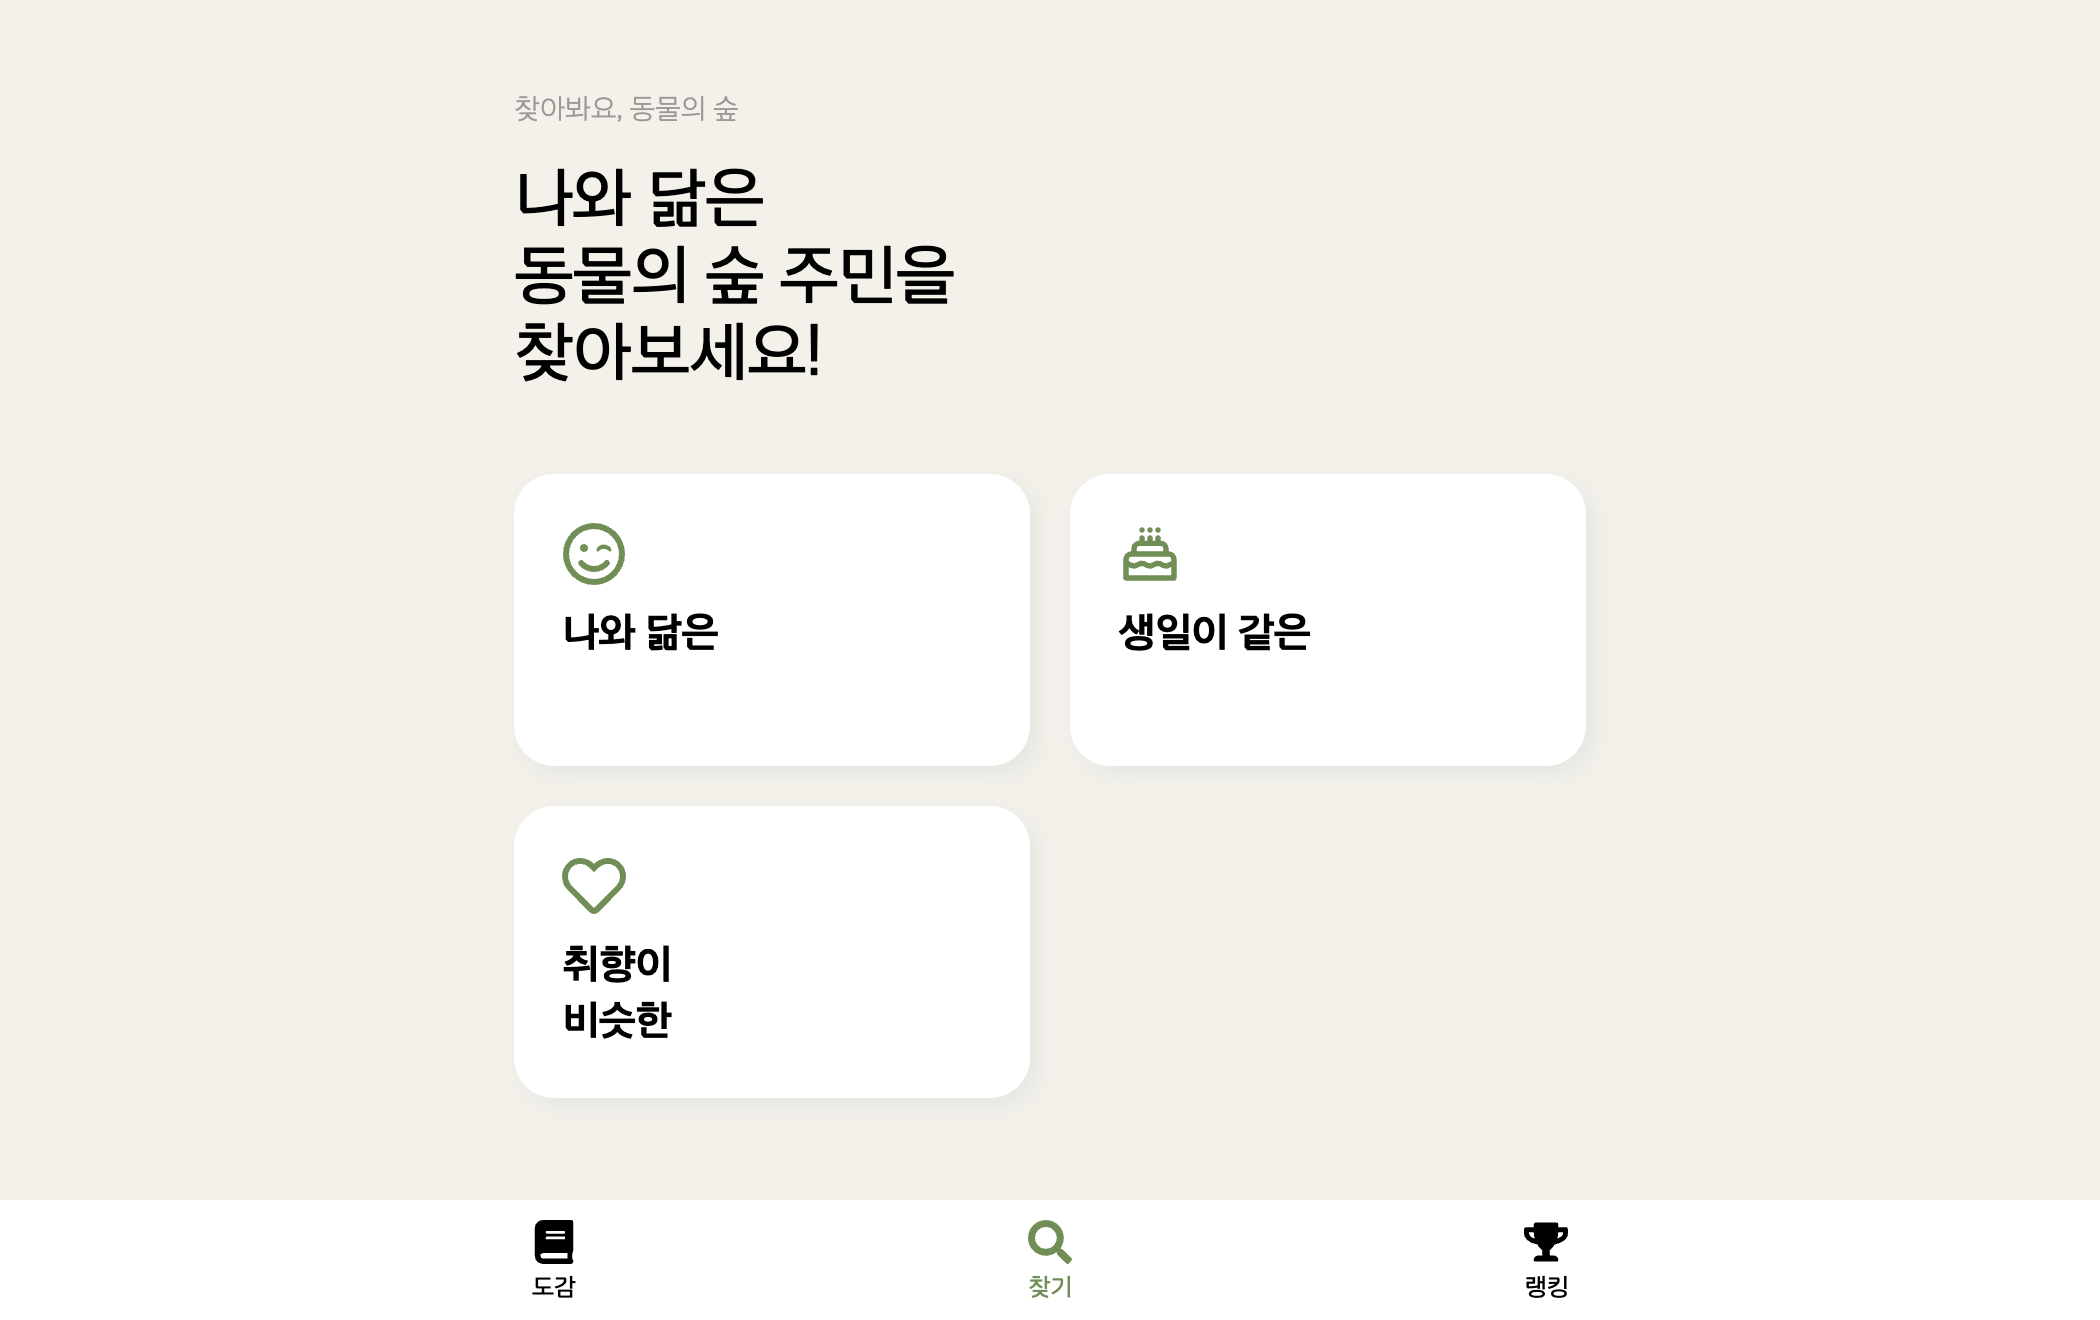 찾아봐요, 동물의 숲
나와 닮은
동물의 숲 주민을
찾아보세요!
나와 닮은
생일이 같은
취향이
비슷한
도감
찾기
랭킹